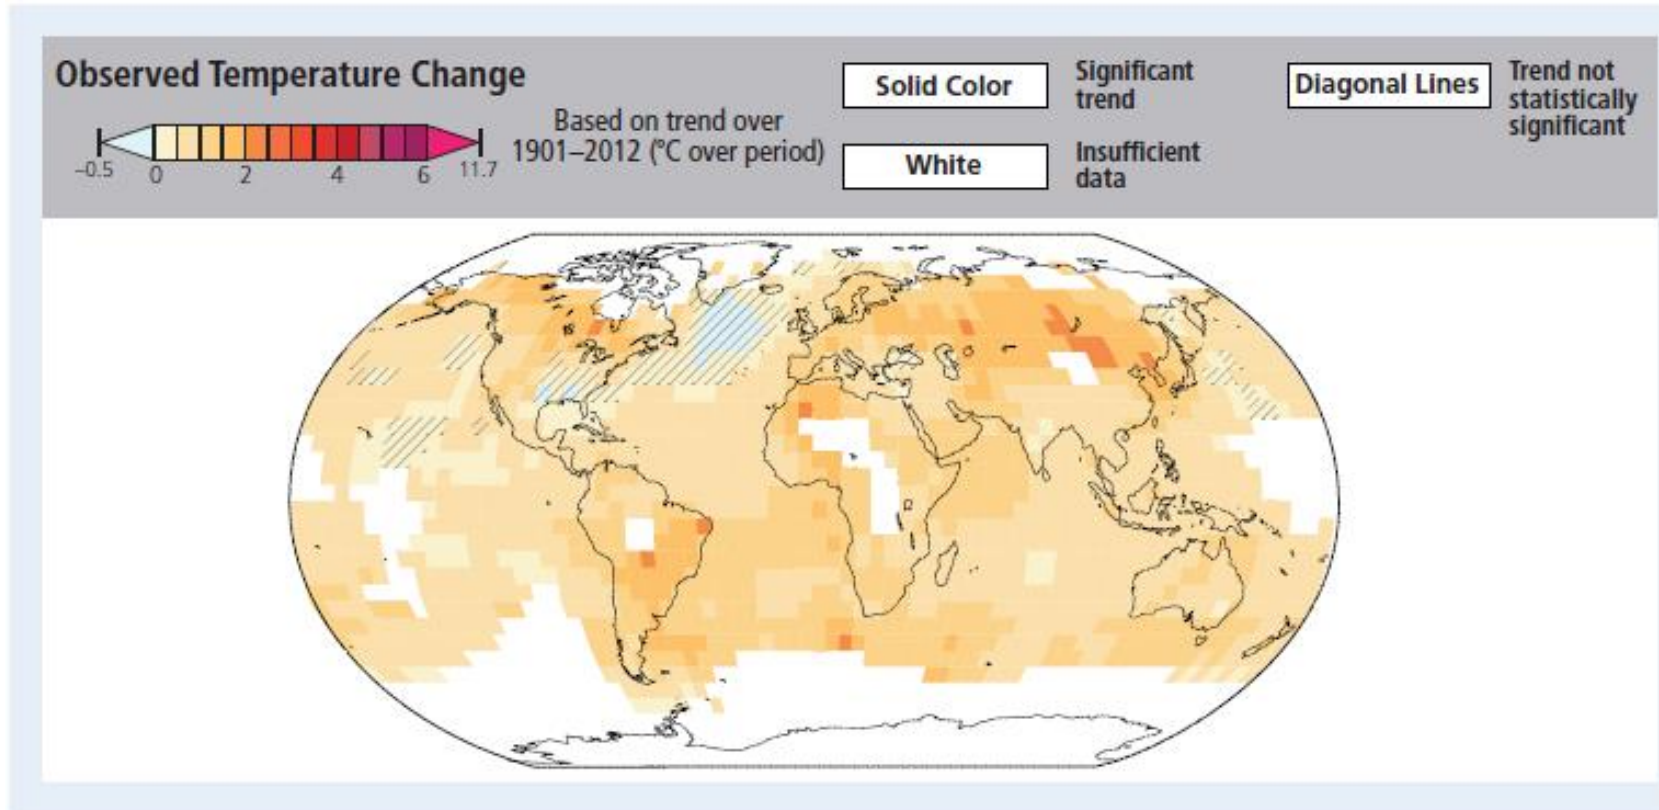 Observed Temperature Change
−0.5 0 2 4 6 11.7
Based on trend over
1901–2012 (°C over period)
Solid Color
Significant
trend
White
Insufficient
data
Diagonal Lines
Trend not
statistically
significant